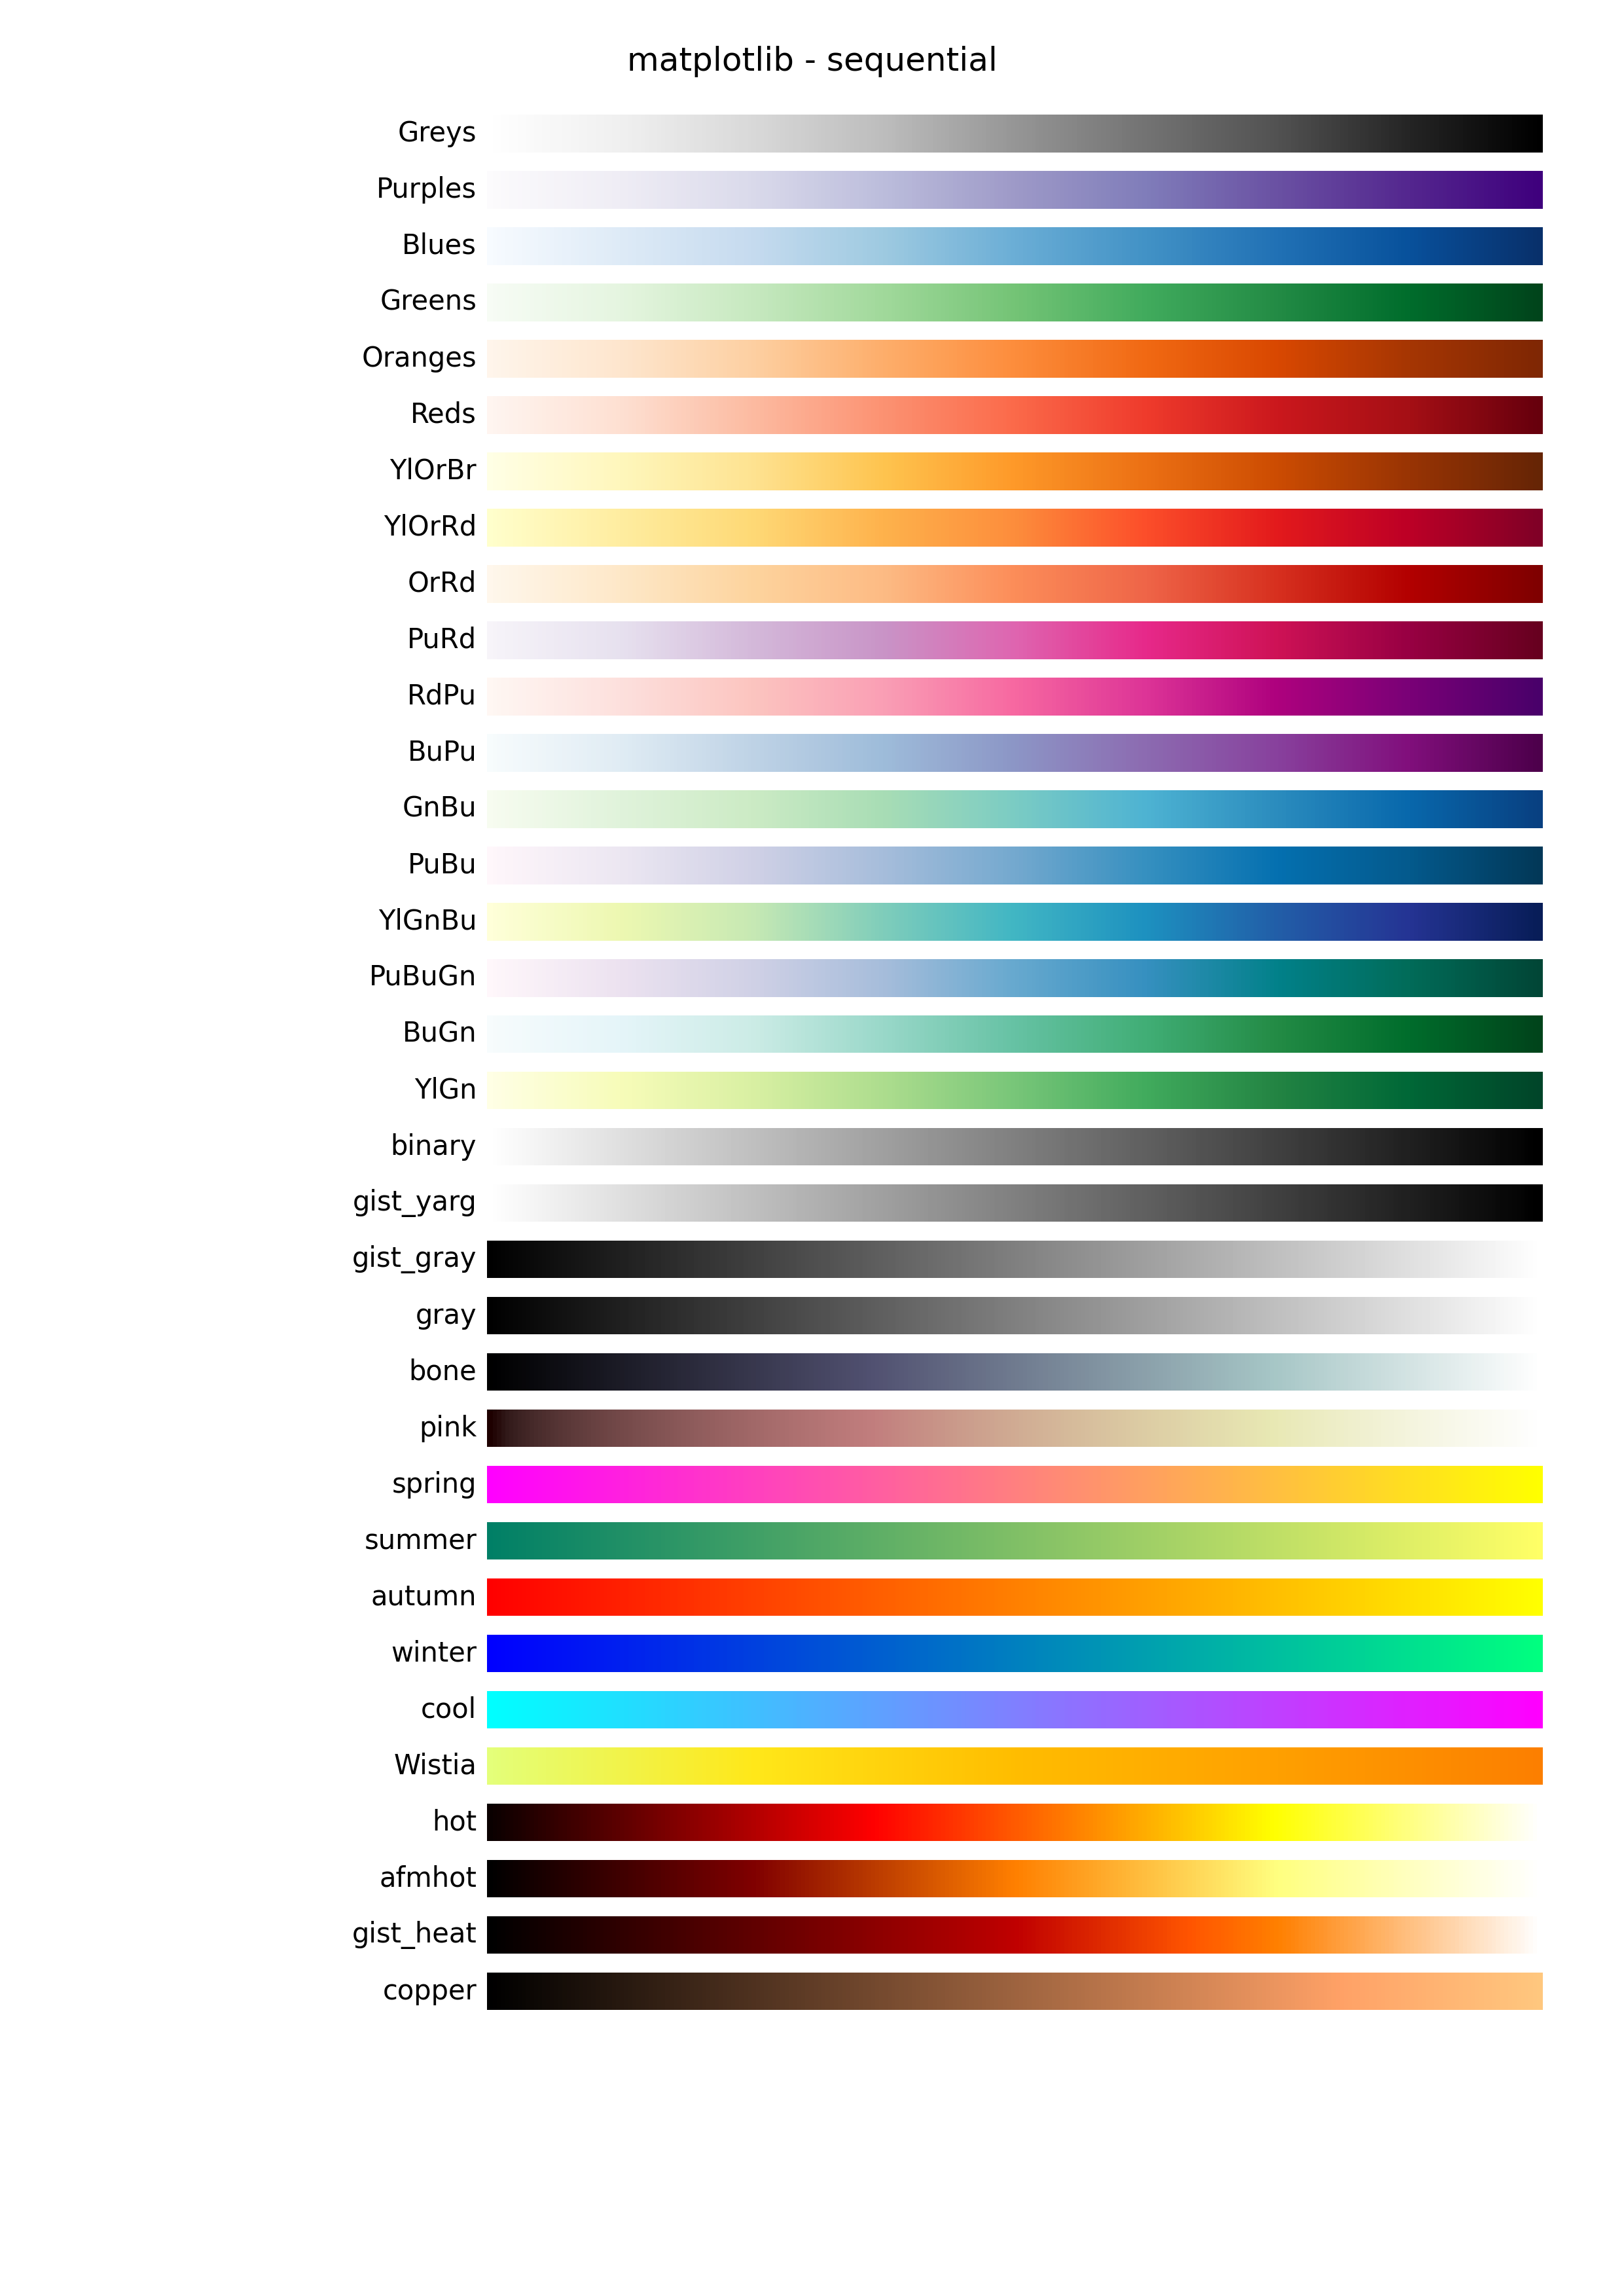 matplotlib - sequential
Greys
Purples
Blues
Greens
Oranges
Reds
YlOrBr
YlOrRd
OrRd
PuRd
RdPu
BuPu
GnBu
PuBu
YlGnBu
PuBuGn
BuGn
YlGn
binary
gist_yarg
gist_gray
gray
bone
pink
spring
summer
autumn
winter
cool
Wistia
hot
afmhot
gist_heat
copper